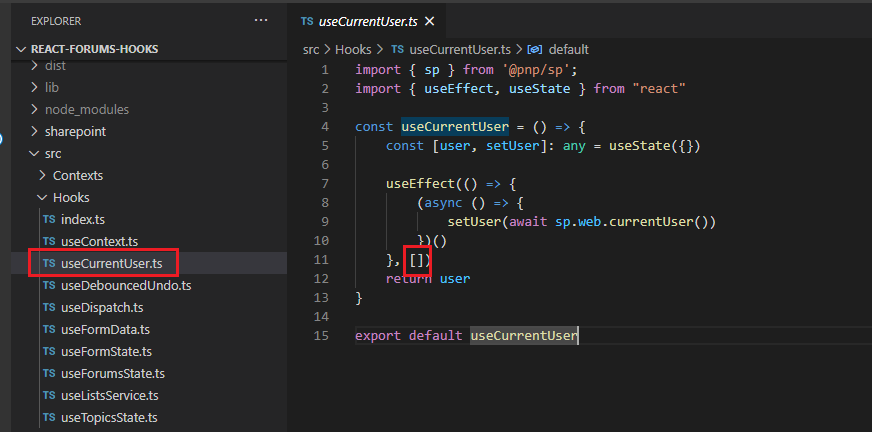 EXPLORER ...
REACT-FORUMS-HOOKS
dist
lib
node_modules
sharepoint
src
Contexts
Hooks
TS index.ts
TS useContext.ts
TS useCurrentUser.ts
TS useDebouncedUndo.ts
TS useDispatch.ts
TS useFormData.ts
TS useFormState.ts
TS useForumsState.ts
TS useListsService.ts
TS useTopicsState.ts
TS useCurrentUser.ts ×
src > Hooks > TS useCurrentUser.ts > default
1 import { sp } from '@pnp/sp';
2 import { useEffect, useState } from "react"
3
4 const useCurrentUser = () => {
5 const [user, setUser]: any = useState({})
6
7 useEffect(() => {
8 (async () => {
9 setUser(await sp.web.currentUser())
10 })()
11 }, [])
12 return user
13 }
14
15 export default useCurrentUser